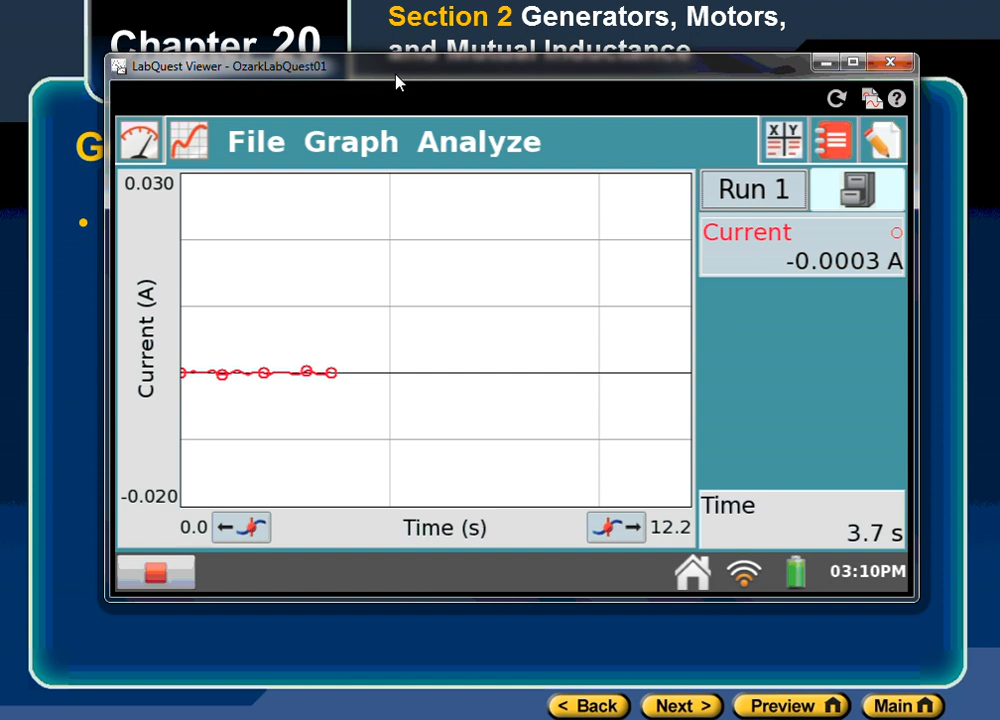 Section 2 Generators, Motors,
Chapter 20 and Mutual Inductance
LabQuest Viewer - OzarkLabQuest01
G
File Graph Analyze
X Y
Run 1
Current
-0.0003 A
0.030
Current (A)
-0.020
0.0 Time (s) 12.2
Time
3.7 s
03:10PM
< Back Next > Preview Main